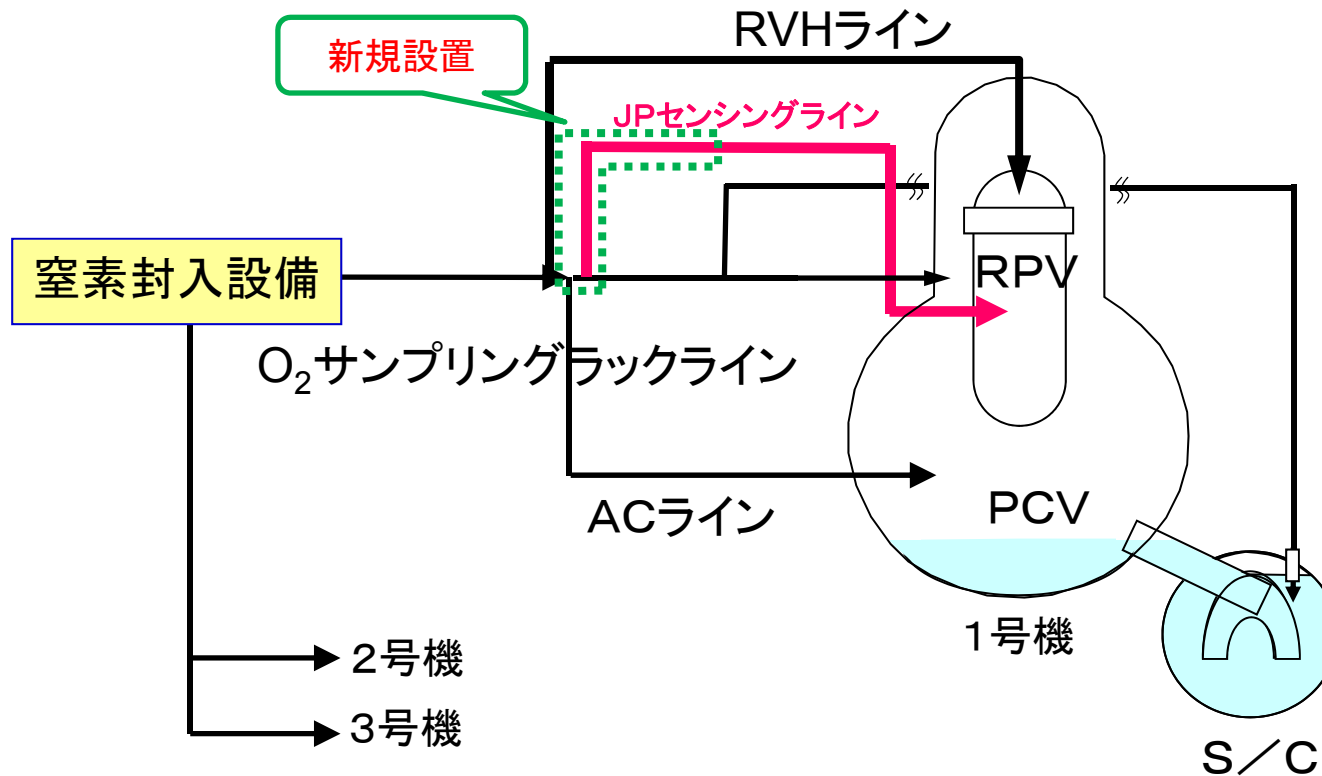 RVHライン
新規設置
JPセンシングライン
窒素封入設備
RPV
O₂サンプリングラックライン
ACライン
PCV
1号機
2号機
3号機
S/C